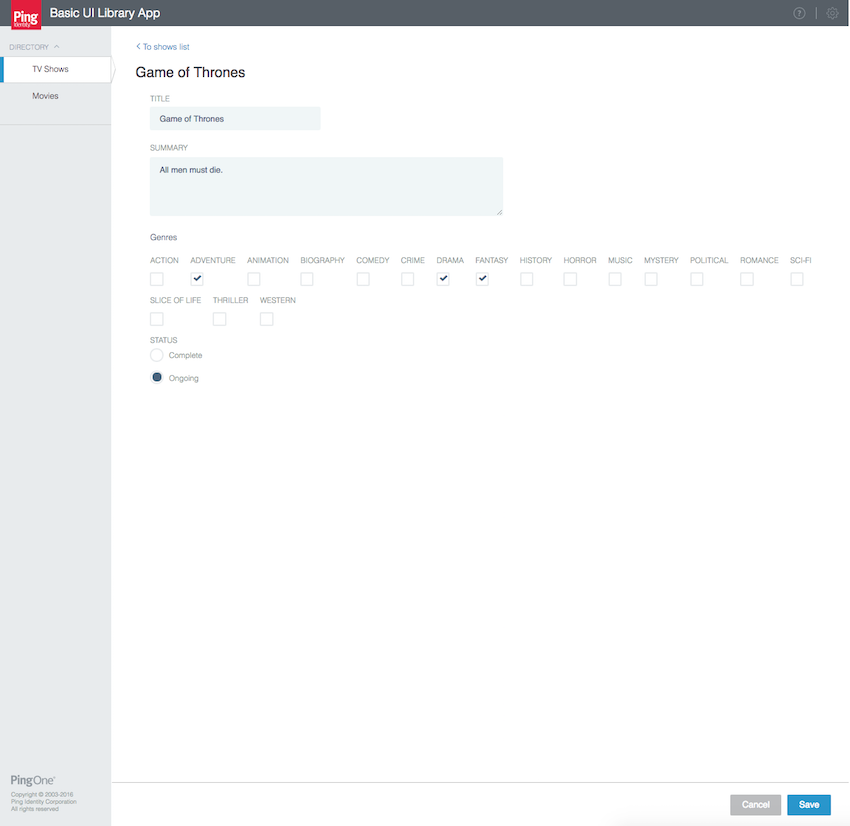 Ping
Identity
Basic UI Library App
?
DIRECTORY
TV Shows
Movies
To shows list
Game of Thrones
TITLE
Game of Thrones
SUMMARY
All men must die.
Genres
ACTION ADVENTURE ANIMATION BIOGRAPHY COMEDY CRIME DRAMA FANTASY HISTORY HORROR MUSIC MYSTERY POLITICAL ROMANCE SCI-FI
SLICE OF LIFE THRILLER WESTERN
STATUS
Complete
Ongoing
PingOne
Copyright © 2003-2016
Ping Identity Corporation
All rights reserved
Cancel Save